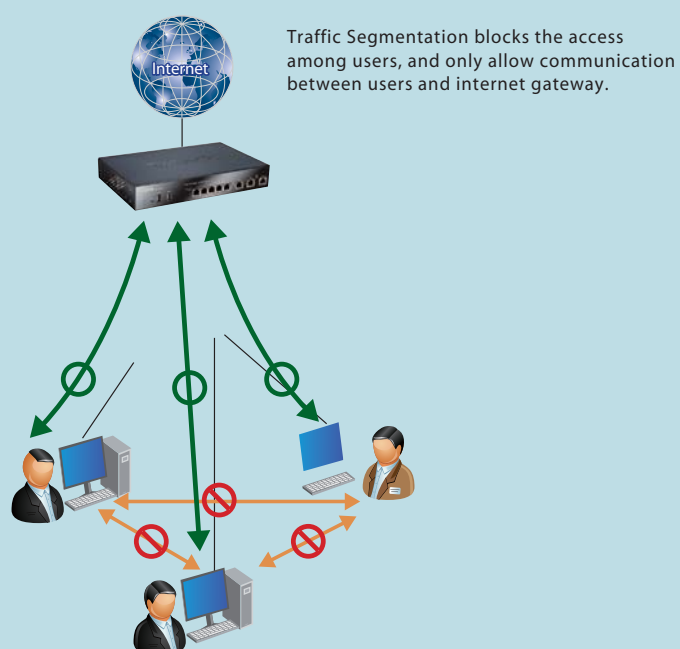 Internet
Traffic Segmentation blocks the access
among users, and only allow communication
between users and internet gateway.